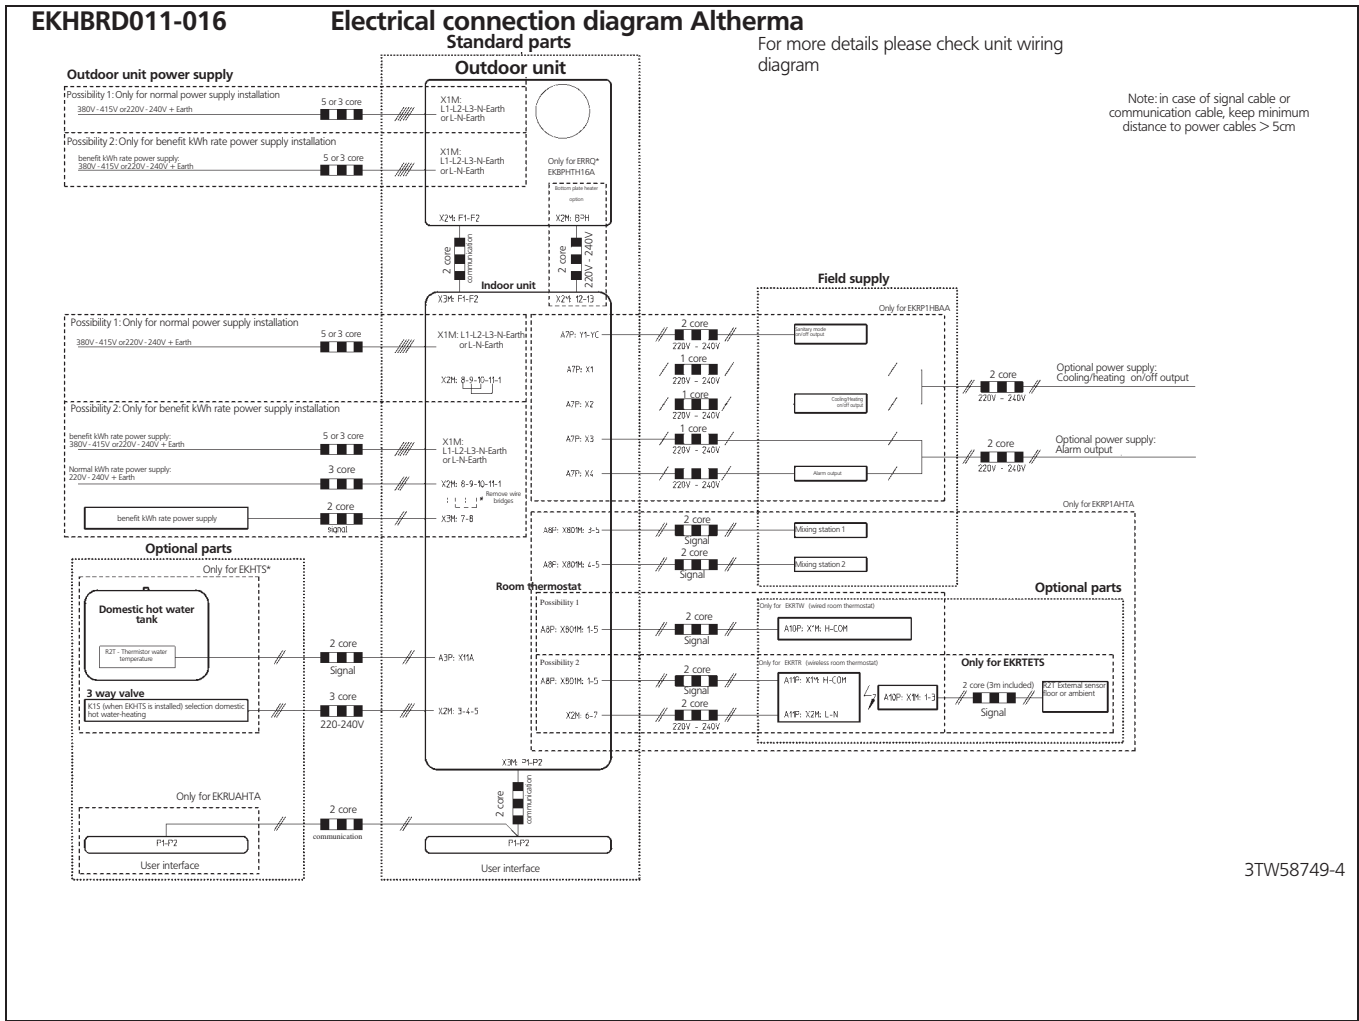 EKHBRD011-016
Electrical connection diagram Altherma
Standard parts
For more details please check unit wiring
diagram
Outdoor unit power supply
Outdoor unit
Possibility 1: Only for normal power supply installation
380V - 415V or220V - 240V + Earth
5 or 3 core
X1M:
L1-L2-L3-N-Earth
or L-N-Earth
Note: in case of signal cable or
communication cable, keep minimum
distance to power cables > 5cm
Possibility 2: Only for benefit kWh rate power supply installation
benefit kWh rate power supply:
380V - 415V or220V - 240V + Earth
5 or 3 core
X1M:
L1-L2-L3-N-Earth
or L-N-Earth
Only for ERRQ*
EKBPHTH16A
Bottom plate heater
option
X2M: F1-F2
X2M: BPH
2 core
communication
2 core
220V - 240V
Indoor unit
X3M: F1-F2
X2M: 12-13
Field supply
Only for EKRP1HBAA
Possibility 1: Only for normal power supply installation
380V - 415V or220V - 240V + Earth
5 or 3 core
X1M: L1-L2-L3-N-Earth
or L-N-Earth
X2M: 8-9-10-11-1
A7P: Y1-YC
2 core
220V - 240V
Sanitary mode
on/off output
A7P: X1
1 core
220V - 240V
A7P: X2
1 core
220V - 240V
Cooling/Heating
on/off output
2 core
220V - 240V
Optional power supply:
Cooling/heating on/off output
A7P: X3
1 core
220V - 240V
A7P: X4
220V - 240V
Alarm output
2 core
220V - 240V
Optional power supply:
Alarm output
Possibility 2: Only for benefit kWh rate power supply installation
benefit kWh rate power supply:
380V - 415V or220V - 240V + Earth
5 or 3 core
X1M:
L1-L2-L3-N-Earth
or L-N-Earth
Normal kWh rate power supply:
220V - 240V + Earth
3 core
X2M: 8-9-10-11-1
* Remove wire
bridges
benefit kWh rate power supply
2 core
signal
X3M: 7-8
Only for EKRP1AHTA
A8P: X801M: 3-5
2 core
Signal
Mixing station 1
A8P: X801M: 4-5
2 core
Signal
Mixing station 2
Optional parts
Only for EKHTS*
Domestic hot water
tank
R2T - Thermistor water
temperature
2 core
Signal
A3P: X11A
3 way valve
K1S (when EKHTS is installed) selection domestic
hot water-heating
3 core
220-240V
X2M: 3-4-5
Room thermostat
Optional parts
Possibility 1
Only for EKRTW (wired room thermostat)
A8P: X801M: 1-5
2 core
Signal
A10P: X1M: H-COM
Possibility 2
Only for EKRTR (wireless room thermostat)
Only for EKRTETS
A8P: X801M: 1-5
2 core
Signal
A11P: X1M: H-COM
A10P: X1M: 1-3
2 core (3m included)
Signal
R2T External sensor
floor or ambient
X2M: 6-7
2 core
220V - 240V
A11P: X2M: L-N
X3M: P1-P2
2 core
communication
Only for EKRUAHTA
2 core
communication
P1-P2
User interface
P1-P2
User interface
3TW58749-4